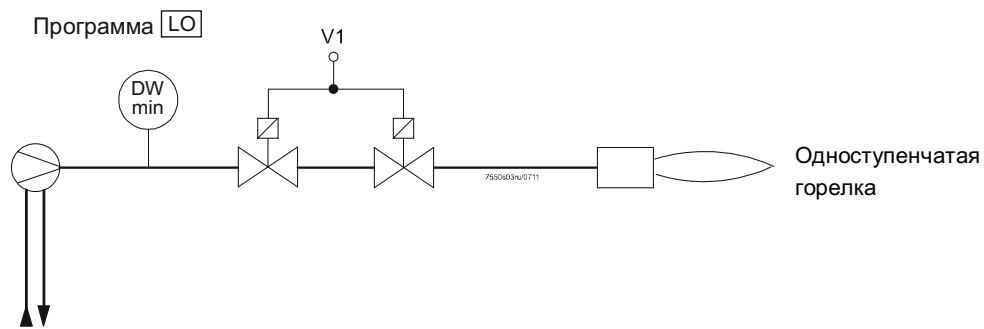 Программа LO
V1
DW
min
7550s03ru/0711
Одноступенчатая
горелка